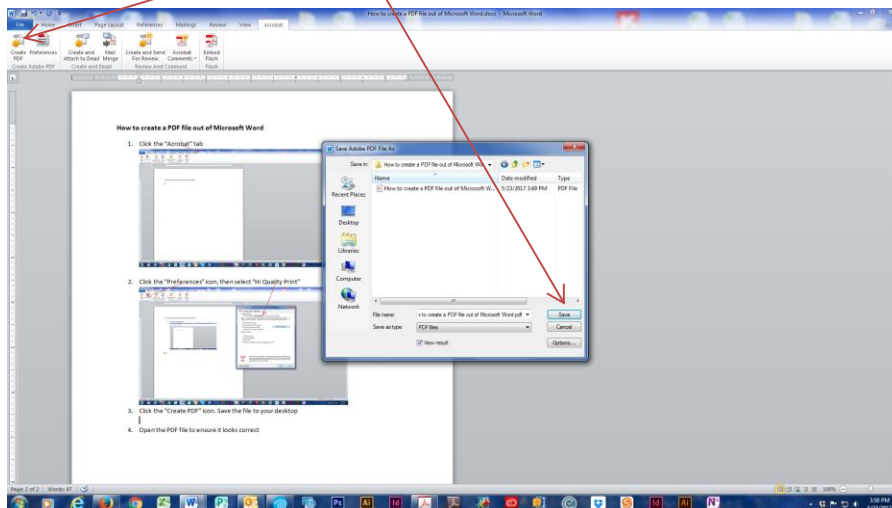 How to create a PDF file out of Microsoft Word.docx - Microsoft Word
File Home Insert Page Layout References Mailings Review View Acrobat
Create PDF
Preferences
Create and Attach to Email
Mail Merge
Create and Send For Review
Acrobat Comments
Embed Flash
Create Adobe PDF
Create and Email
Review And Comment
Flash
How to create a PDF file out of Microsoft Word
1. Click the "Acrobat" tab
2. Click the "Preferences" icon, then select "Hi Quality Print"
3. Click the "Create PDF" icon. Save the file to your desktop
4. Open the PDF file to ensure it looks correct
Save Adobe PDF File As
Save in: How to create a PDF file out of Microsoft Wo
Name Date modified Type
How to create a PDF file out of Microsoft W... 5/23/2017 3:49 PM PDF File
Recent Places
Desktop
Libraries
Computer
Network
File name: v to create a PDF file out of Microsoft Word.pdf Save
Save as type: PDF files Cancel
View result Options...
Page: 2 of 2 Words: 47 100%
Ps Ai Id Id Ai N
3:50 PM